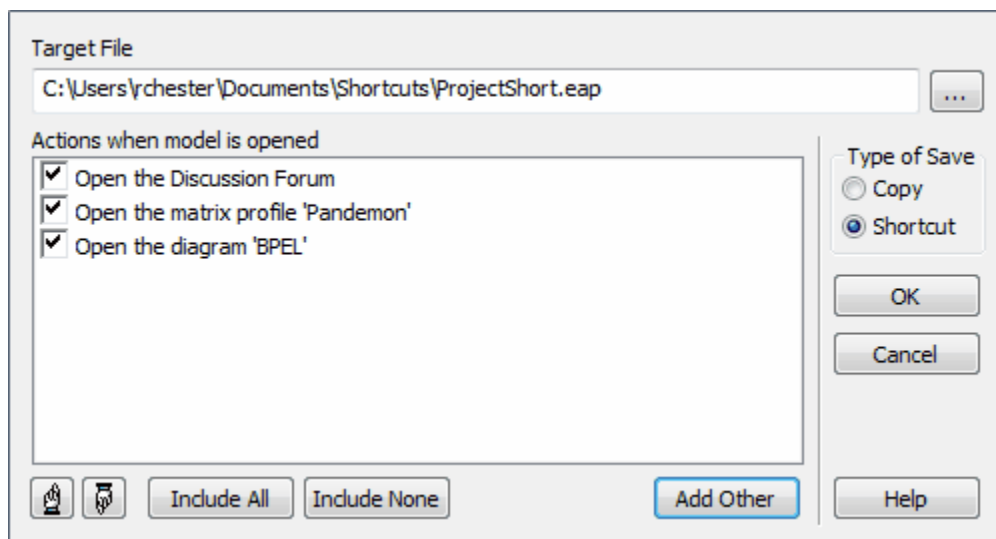 Target File
C:\Users\rchester\Documents\Shortcuts\ProjectShort.eap
...
Actions when model is opened
Open the Discussion Forum
Open the matrix profile 'Pandemon'
Open the diagram 'BPEL'
Type of Save
Copy
Shortcut
OK
Cancel
Include All
Include None
Add Other
Help